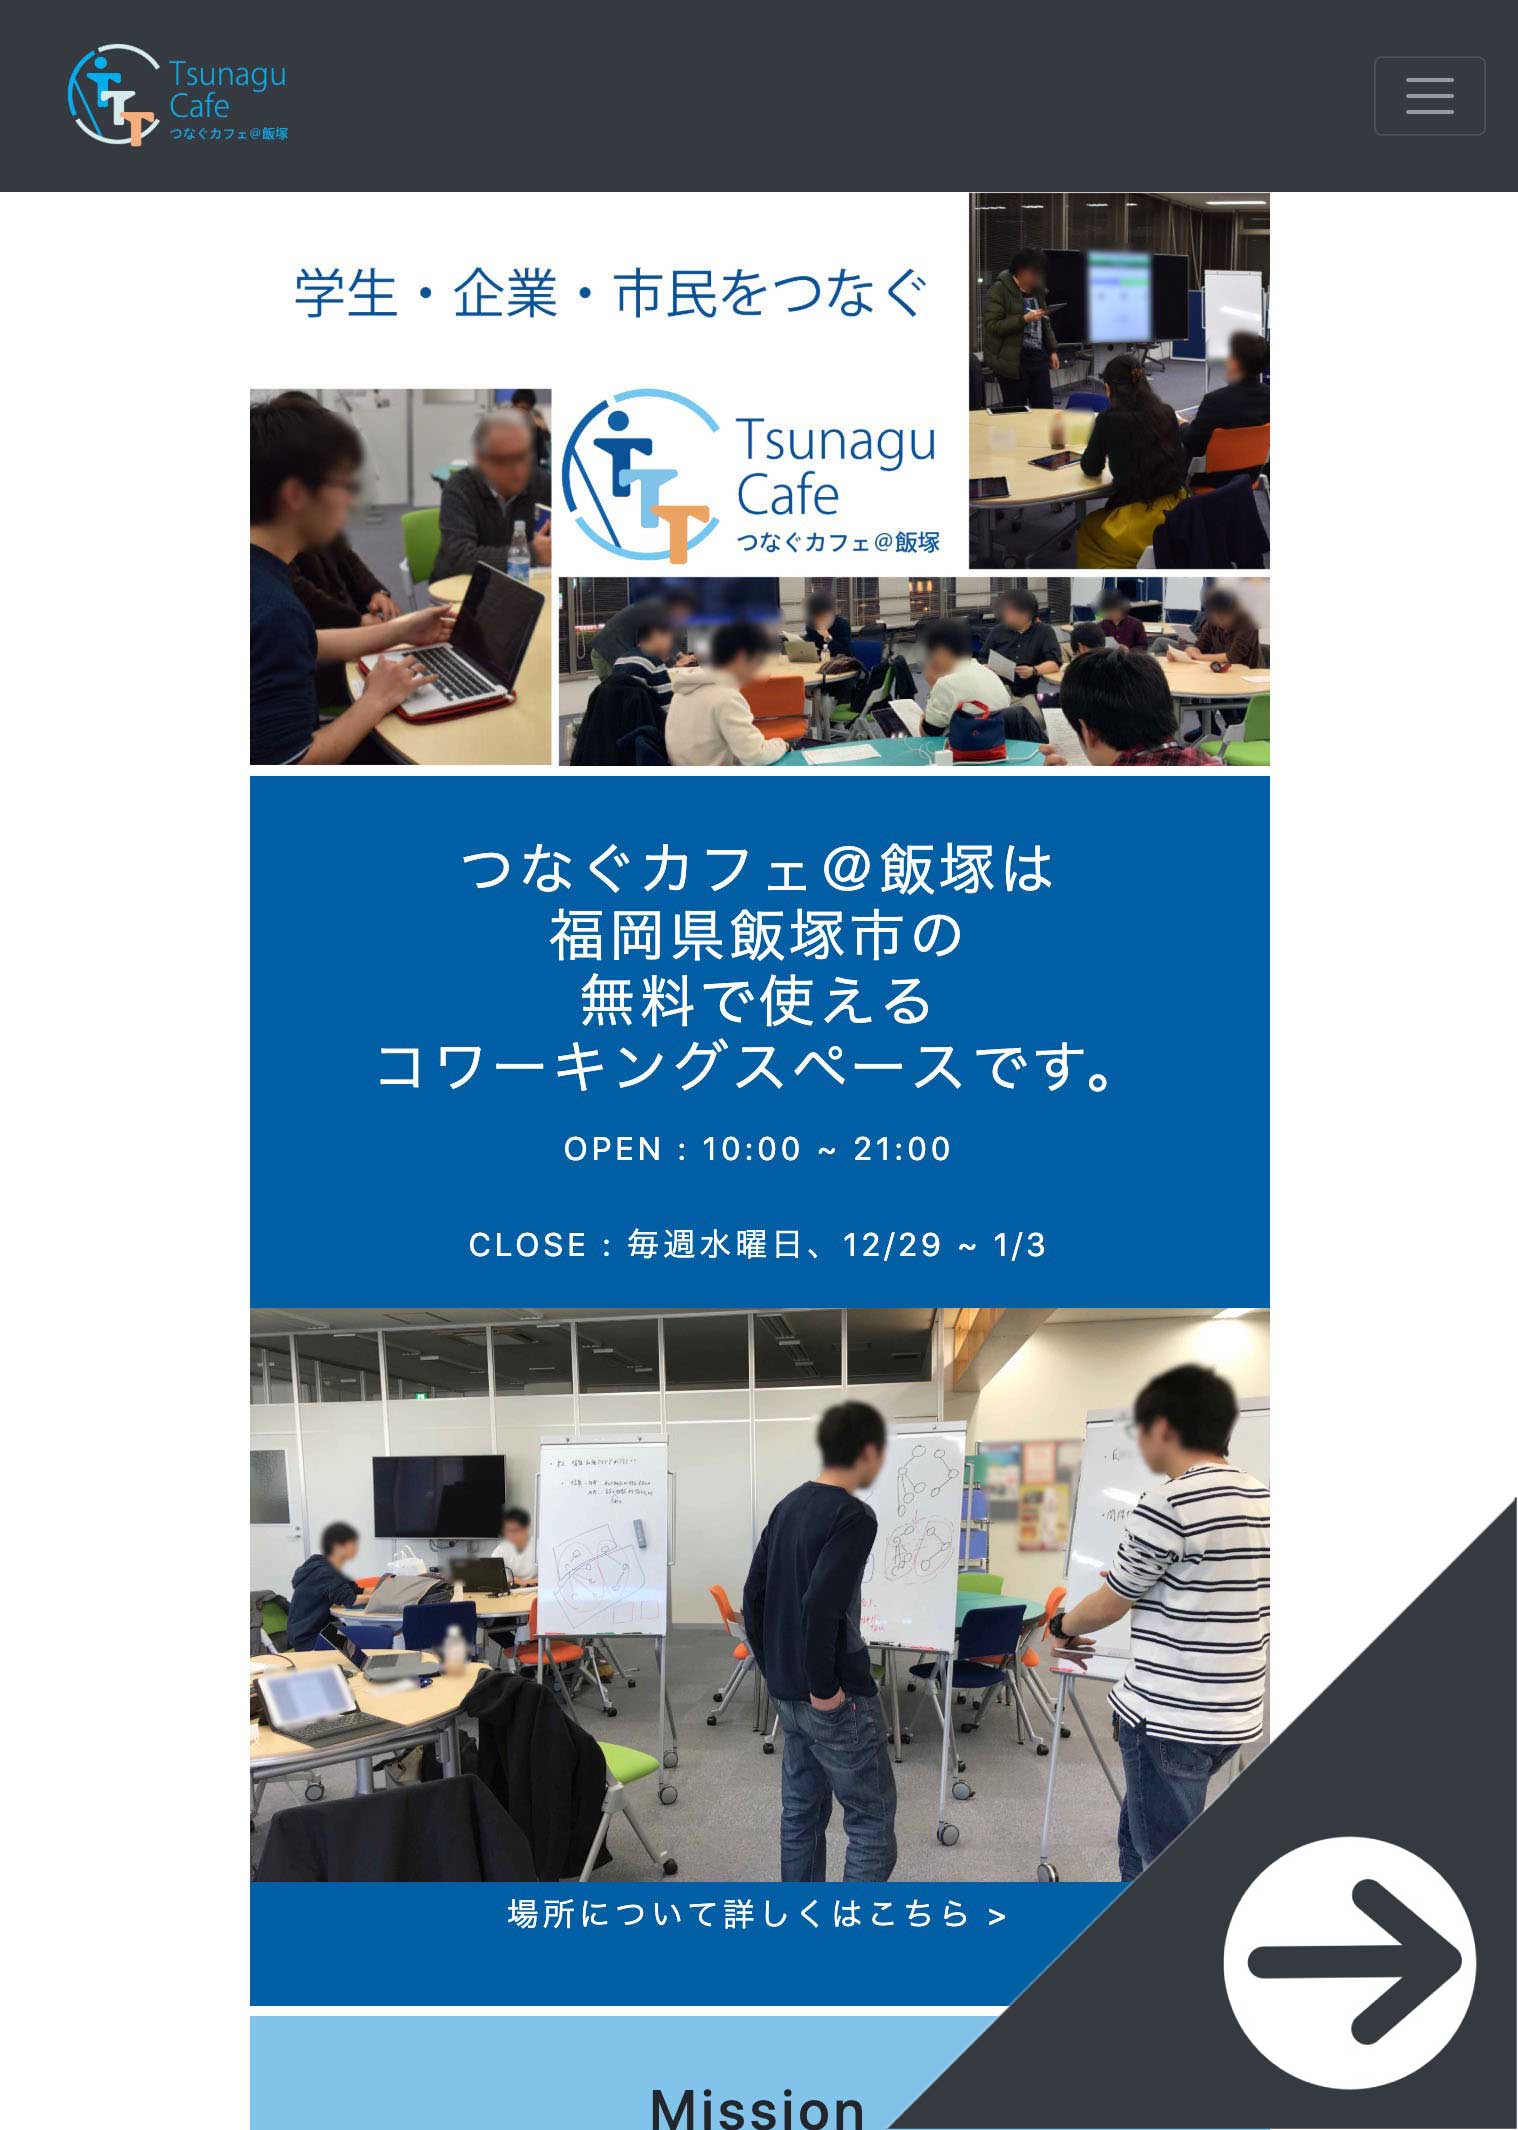 Tsunagu
Cafe
つなぐカフェ@飯塚
学生・企業・市民をつなぐ
Tsunagu
Cafe
つなぐカフェ@飯塚
つなぐカフェ@飯塚は
福岡県飯塚市の
無料で使える
コワーキングスペースです。
OPEN : 10:00 ~ 21:00
CLOSE : 毎週水曜日、12/29 ~ 1/3
場所について詳しくはこちら >
Mission